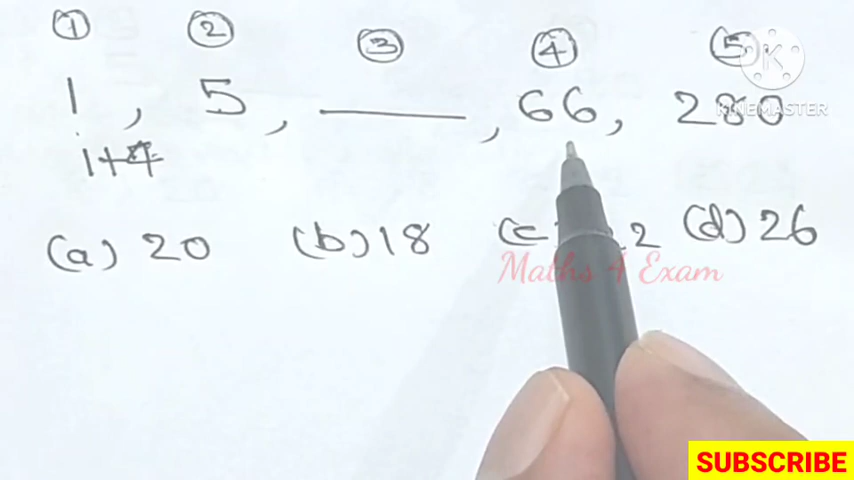 ① ② ③ ④ ⑤
1, 5, ______, 66, 280
KINEMASTER
1+4
(a) 20 (b) 18 (c) 2 (d) 26
Maths 4 Exam
SUBSCRIBE